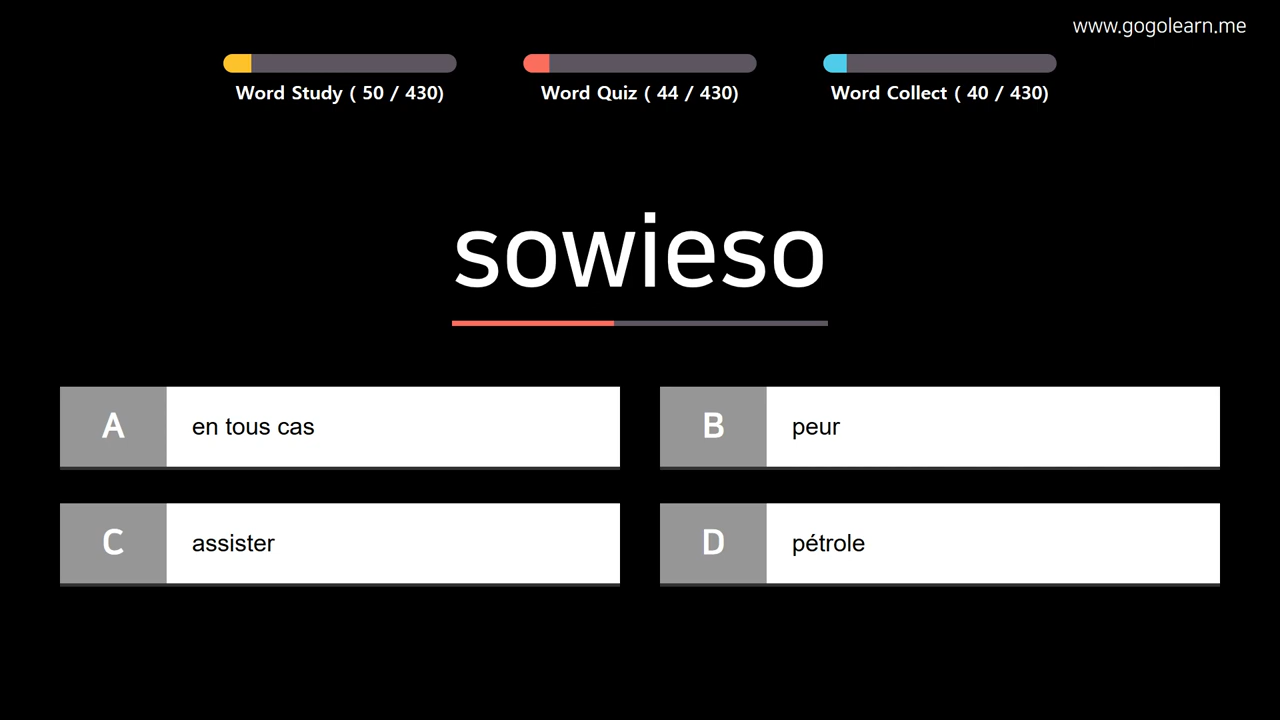 www.gogolearn.me
Word Study ( 50 / 430)
Word Quiz ( 44 / 430)
Word Collect ( 40 / 430)
sowieso
A en tous cas
B peur
C assister
D pétrole